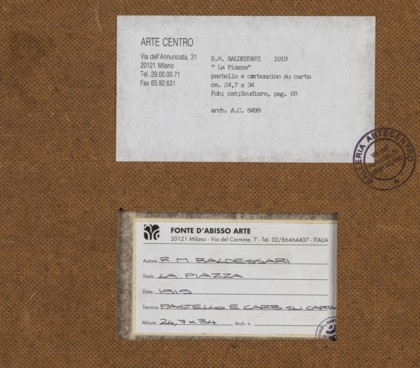 ARTE CENTRO
Via dell'Annunciata, 31
20121 Milano
Tel. 29.00.00.71
Fax 65.92.631
R.M. BALDESSARI 1919
" La Piazza"
pastello e carboncino su carta
cm. 24,7 x 34
Pub; cat;Scudiero, pag. 69
arch. A.C. 8499
GALLERIA ARTECENTRO
FONTE D'ABISSO ARTE
20121 Milano - Via del Carmine, 7 - Tel. 02/86464407 - ITALIA
Autore R. M. BALDESSARI
Titolo LA PIAZZA
Data 1919
Tecnica PASTELLO E CARB. SU CARTA
Misure 24,7 x 34 Arch. n.